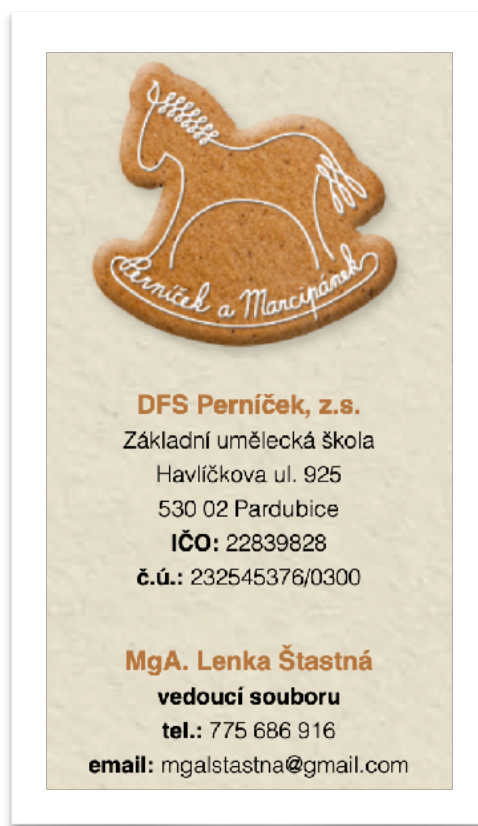 Perníček a Marcipánek
DFS Perníček, z.s.
Základní umělecká škola
Havlíčkova ul. 925
530 02 Pardubice
IČO: 22839828
č.ú.: 232545376/0300
MgA. Lenka Štastná
vedoucí souboru
tel.: 775 686 916
email: mgalstastna@gmail.com